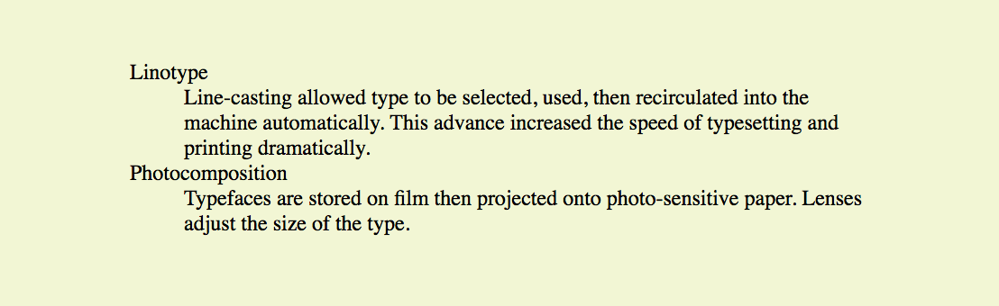 Linotype
Line-casting allowed type to be selected, used, then recirculated into the
machine automatically. This advance increased the speed of typesetting and
printing dramatically.
Photocomposition
Typefaces are stored on film then projected onto photo-sensitive paper. Lenses
adjust the size of the type.